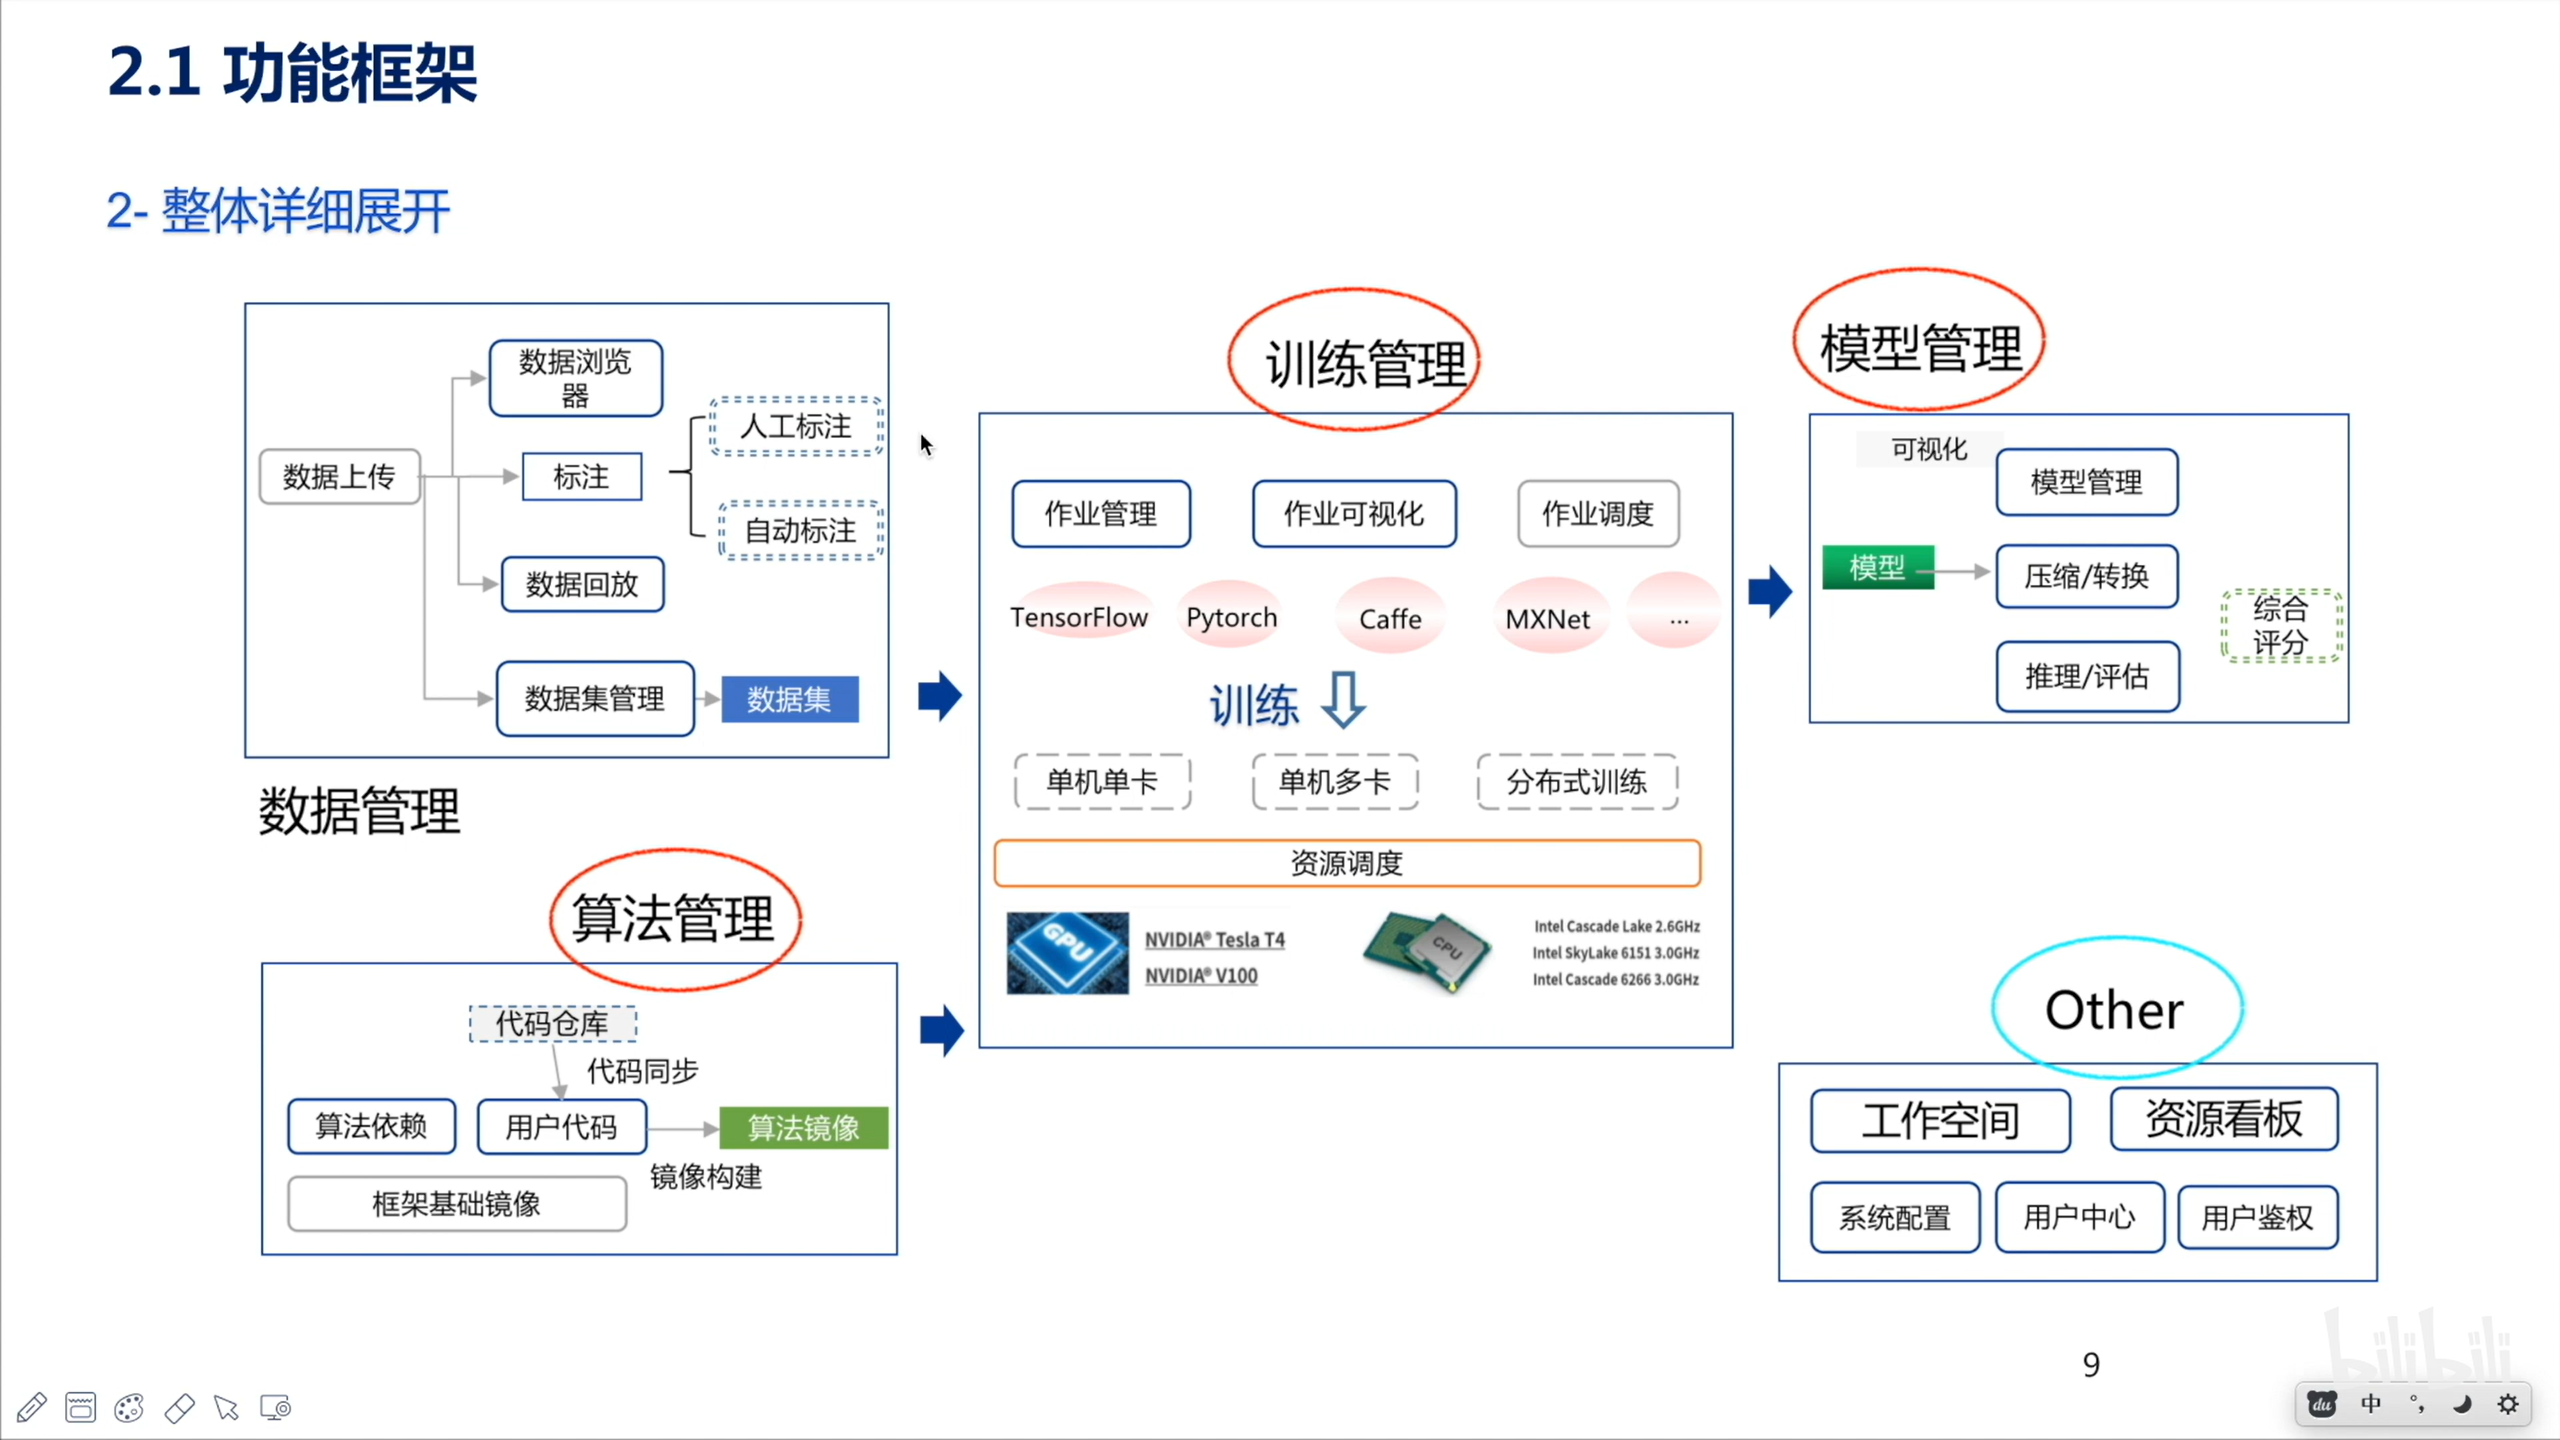 2.1 功能框架
2- 整体详细展开
数据上传
数据浏览
器
标注
人工标注
自动标注
数据回放
数据集管理
数据集
数据管理
算法管理
代码仓库
代码同步
算法依赖
用户代码
算法镜像
镜像构建
框架基础镜像
训练管理
作业管理
作业可视化
作业调度
TensorFlow
Pytorch
Caffe
MXNet
...
训练
单机单卡
单机多卡
分布式训练
资源调度
GPU
NVIDIA® Tesla T4
NVIDIA® V100
CPU
Intel Cascade Lake 2.6GHz
Intel SkyLake 6151 3.0GHz
Intel Cascade 6266 3.0GHz
模型管理
可视化
模型管理
模型
压缩/转换
推理/评估
综合
评分
Other
工作空间
资源看板
系统配置
用户中心
用户鉴权
9
bilibili
du 中 °,